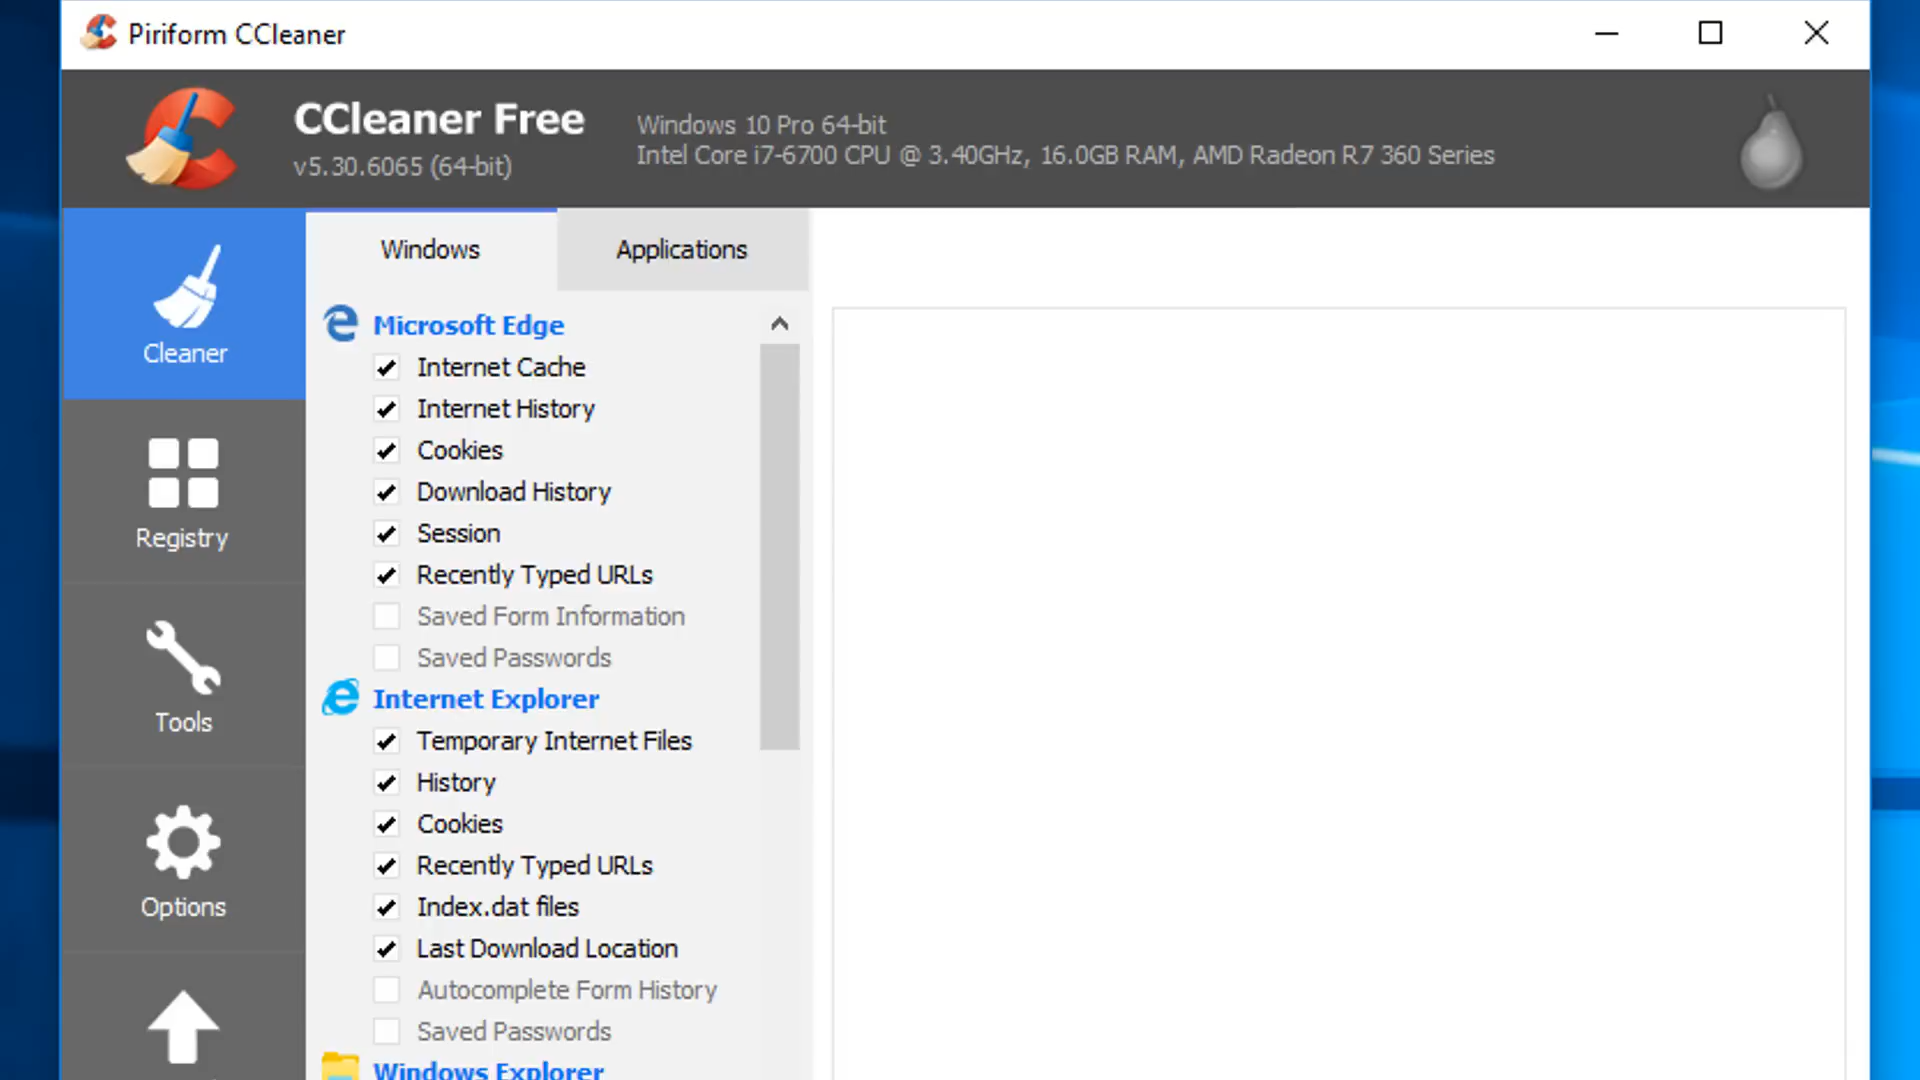 Piriform CCleaner
CCleaner Free
v5.30.6065 (64-bit)
Windows 10 Pro 64-bit
Intel Core i7-6700 CPU @ 3.40GHz, 16.0GB RAM, AMD Radeon R7 360 Series
Cleaner
Registry
Tools
Options
Windows
Applications
Microsoft Edge
Internet Cache
Internet History
Cookies
Download History
Session
Recently Typed URLs
Saved Form Information
Saved Passwords
Internet Explorer
Temporary Internet Files
History
Cookies
Recently Typed URLs
Index.dat files
Last Download Location
Autocomplete Form History
Saved Passwords
Windows Explorer